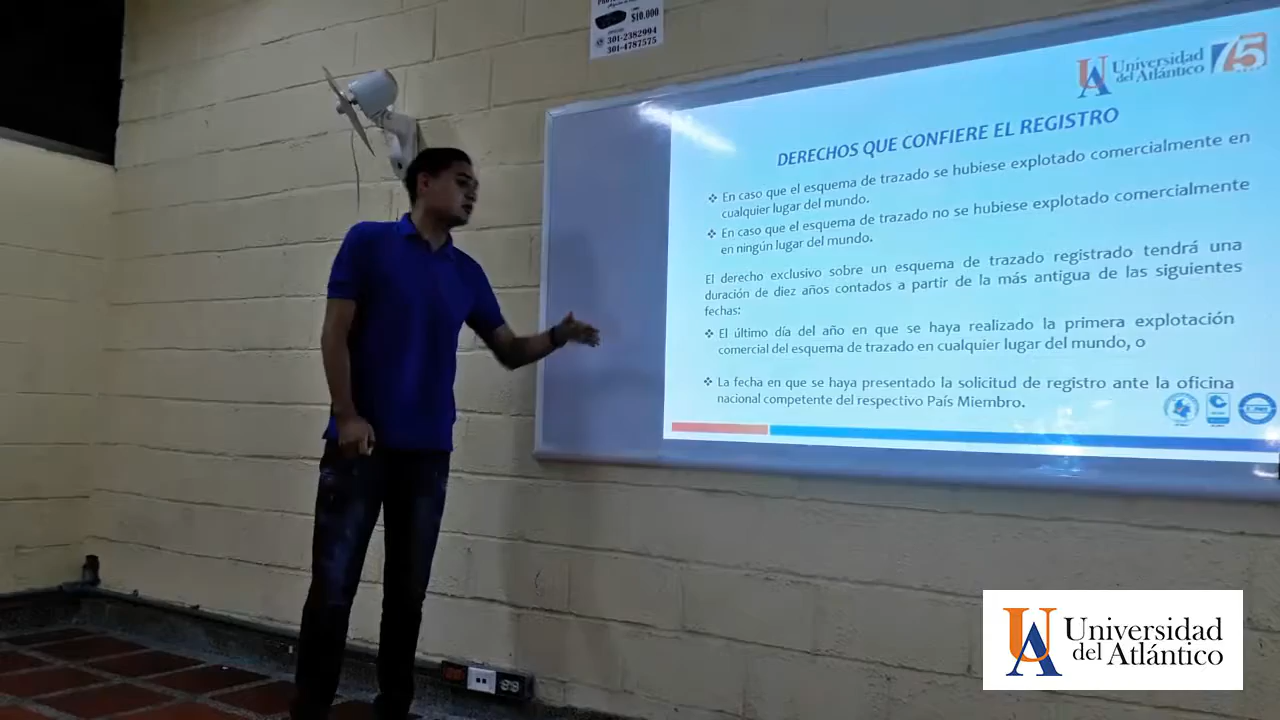 $10.000
301-2382994
301-4787575
Universidad
del Atlántico
75
DERECHOS QUE CONFIERE EL REGISTRO
❖ En caso que el esquema de trazado se hubiese explotado comercialmente en
cualquier lugar del mundo.
❖ En caso que el esquema de trazado no se hubiese explotado comercialmente
en ningún lugar del mundo.
El derecho exclusivo sobre un esquema de trazado registrado tendrá una
duración de diez años contados a partir de la más antigua de las siguientes
fechas:
❖ El último día del año en que se haya realizado la primera explotación
comercial del esquema de trazado en cualquier lugar del mundo, o
❖ La fecha en que se haya presentado la solicitud de registro ante la oficina
nacional competente del respectivo País Miembro.
Universidad
del Atlántico